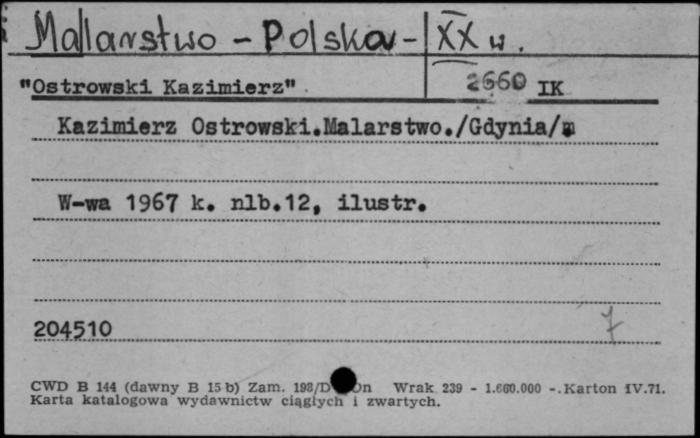 Malarstwo - Polska - XX w.
"Ostrowski Kazimierz" 2660 IK
Kazimierz Ostrowski.Malarstwo./Gdynia/
W-wa 1967 k. nlb.12, ilustr.
204510 7
CWD B 144 (dawny B 15 b) Zam. 198/D Wrak 239 - 1.660.000 -. Karton IV.71.
Karta katalogowa wydawnictw ciągłych i zwartych.